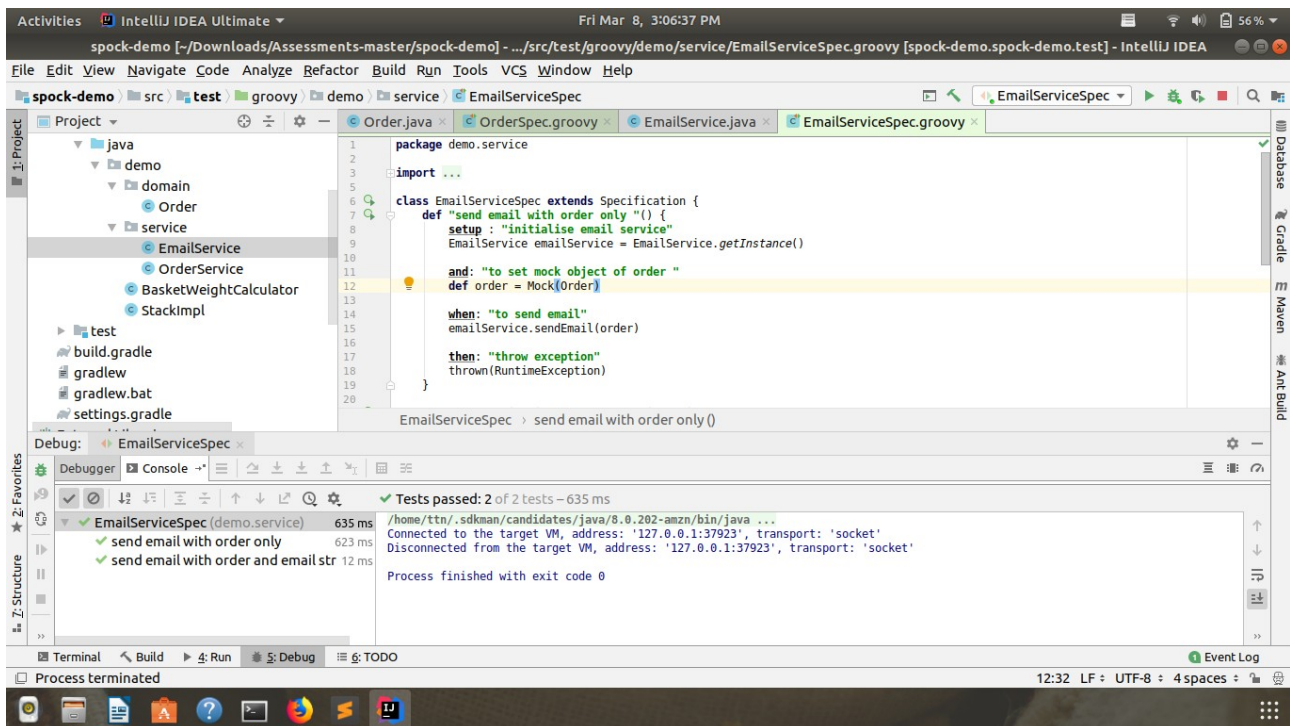 Activities IntelliJ IDEA Ultimate Fri Mar 8, 3:06:37 PM 56 %
spock-demo [~/Downloads/Assessments-master/spock-demo] - .../src/test/groovy/demo/service/EmailServiceSpec.groovy [spock-demo.spock-demo.test] - IntelliJ IDEA
File Edit View Navigate Code Analyze Refactor Build Run Tools VCS Window Help
spock-demo src test groovy demo service EmailServiceSpec EmailServiceSpec
1: Project
Project
Order.java OrderSpec.groovy EmailService.java EmailServiceSpec.groovy
java
demo
domain
Order
service
EmailService
OrderService
BasketWeightCalculator
StackImpl
test
build.gradle
gradlew
gradlew.bat
settings.gradle
1 package demo.service
2
3 import ...
5
6 class EmailServiceSpec extends Specification {
7 def "send email with order only "() {
8 setup : "initialise email service"
9 EmailService emailService = EmailService.getInstance()
10
11 and: "to set mock object of order "
12 def order = Mock(Order)
13
14 when: "to send email"
15 emailService.sendEmail(order)
16
17 then: "throw exception"
18 thrown(RuntimeException)
19 }
20
EmailServiceSpec › send email with order only()
Database
Gradle
m Maven
Ant Build
Debug: EmailServiceSpec
Debugger Console
Tests passed: 2 of 2 tests – 635 ms
EmailServiceSpec (demo.service) 635 ms
send email with order only 623 ms
send email with order and email str 12 ms
/home/ttn/.sdkman/candidates/java/8.0.202-amzn/bin/java ...
Connected to the target VM, address: '127.0.0.1:37923', transport: 'socket'
Disconnected from the target VM, address: '127.0.0.1:37923', transport: 'socket'
Process finished with exit code 0
2: Favorites
7: Structure
Terminal Build 4: Run 5: Debug 6: TODO 1 Event Log
Process terminated 12:32 LF UTF-8 4 spaces